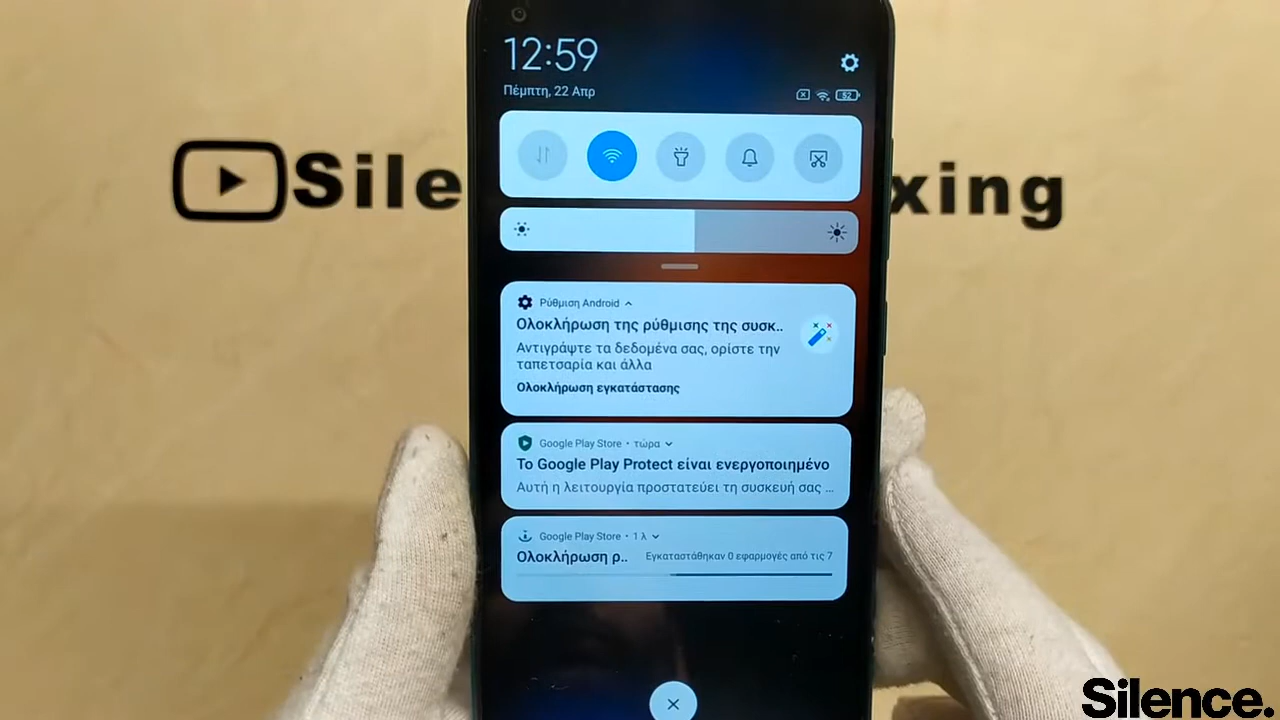 12:59
Πέμπτη, 22 Απρ
52
Sile
xing
Ρύθμιση Android
Ολοκλήρωση της ρύθμισης της συσκ..
Αντιγράψτε τα δεδομένα σας, ορίστε την
ταπετσαρία και άλλα
Ολοκλήρωση εγκατάστασης
Google Play Store • τώρα
Το Google Play Protect είναι ενεργοποιημένο
Αυτή η λειτουργία προστατεύει τη συσκευή σας ...
Google Play Store • 1 λ
Ολοκλήρωση ρ.. Εγκαταστάθηκαν 0 εφαρμογές από τις 7
Silence.